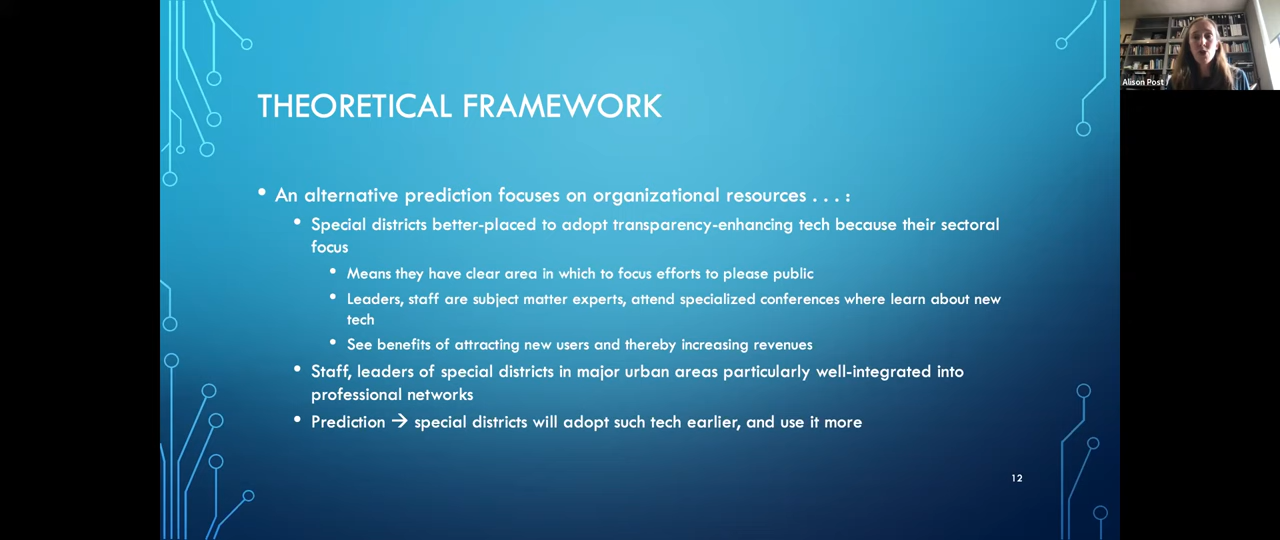 Alison Post
THEORETICAL FRAMEWORK
• An alternative prediction focuses on organizational resources . . . :
• Special districts better-placed to adopt transparency-enhancing tech because their sectoral
focus
• Means they have clear area in which to focus efforts to please public
• Leaders, staff are subject matter experts, attend specialized conferences where learn about new
tech
• See benefits of attracting new users and thereby increasing revenues
• Staff, leaders of special districts in major urban areas particularly well-integrated into
professional networks
• Prediction → special districts will adopt such tech earlier, and use it more
12